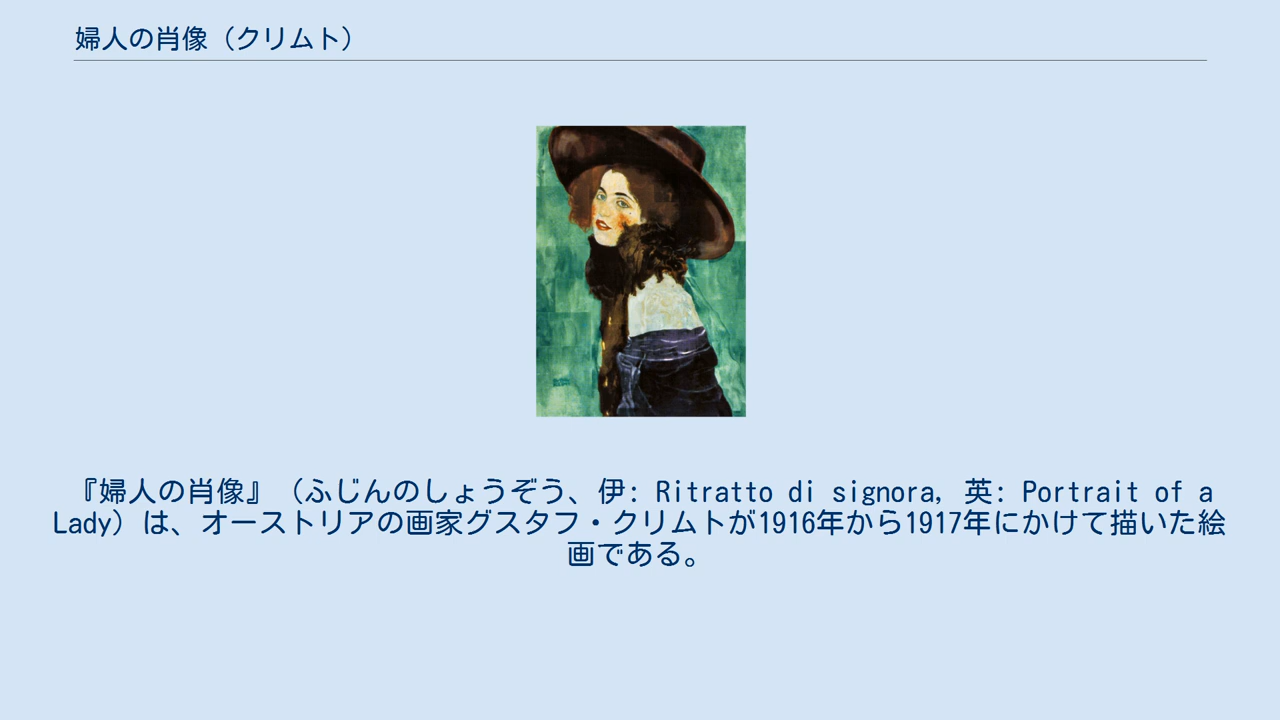 婦人の肖像（クリムト）
『婦人の肖像』（ふじんのしょうぞう、伊: Ritratto di signora, 英: Portrait of a
Lady）は、オーストリアの画家グスタフ・クリムトが1916年から1917年にかけて描いた絵
画である。